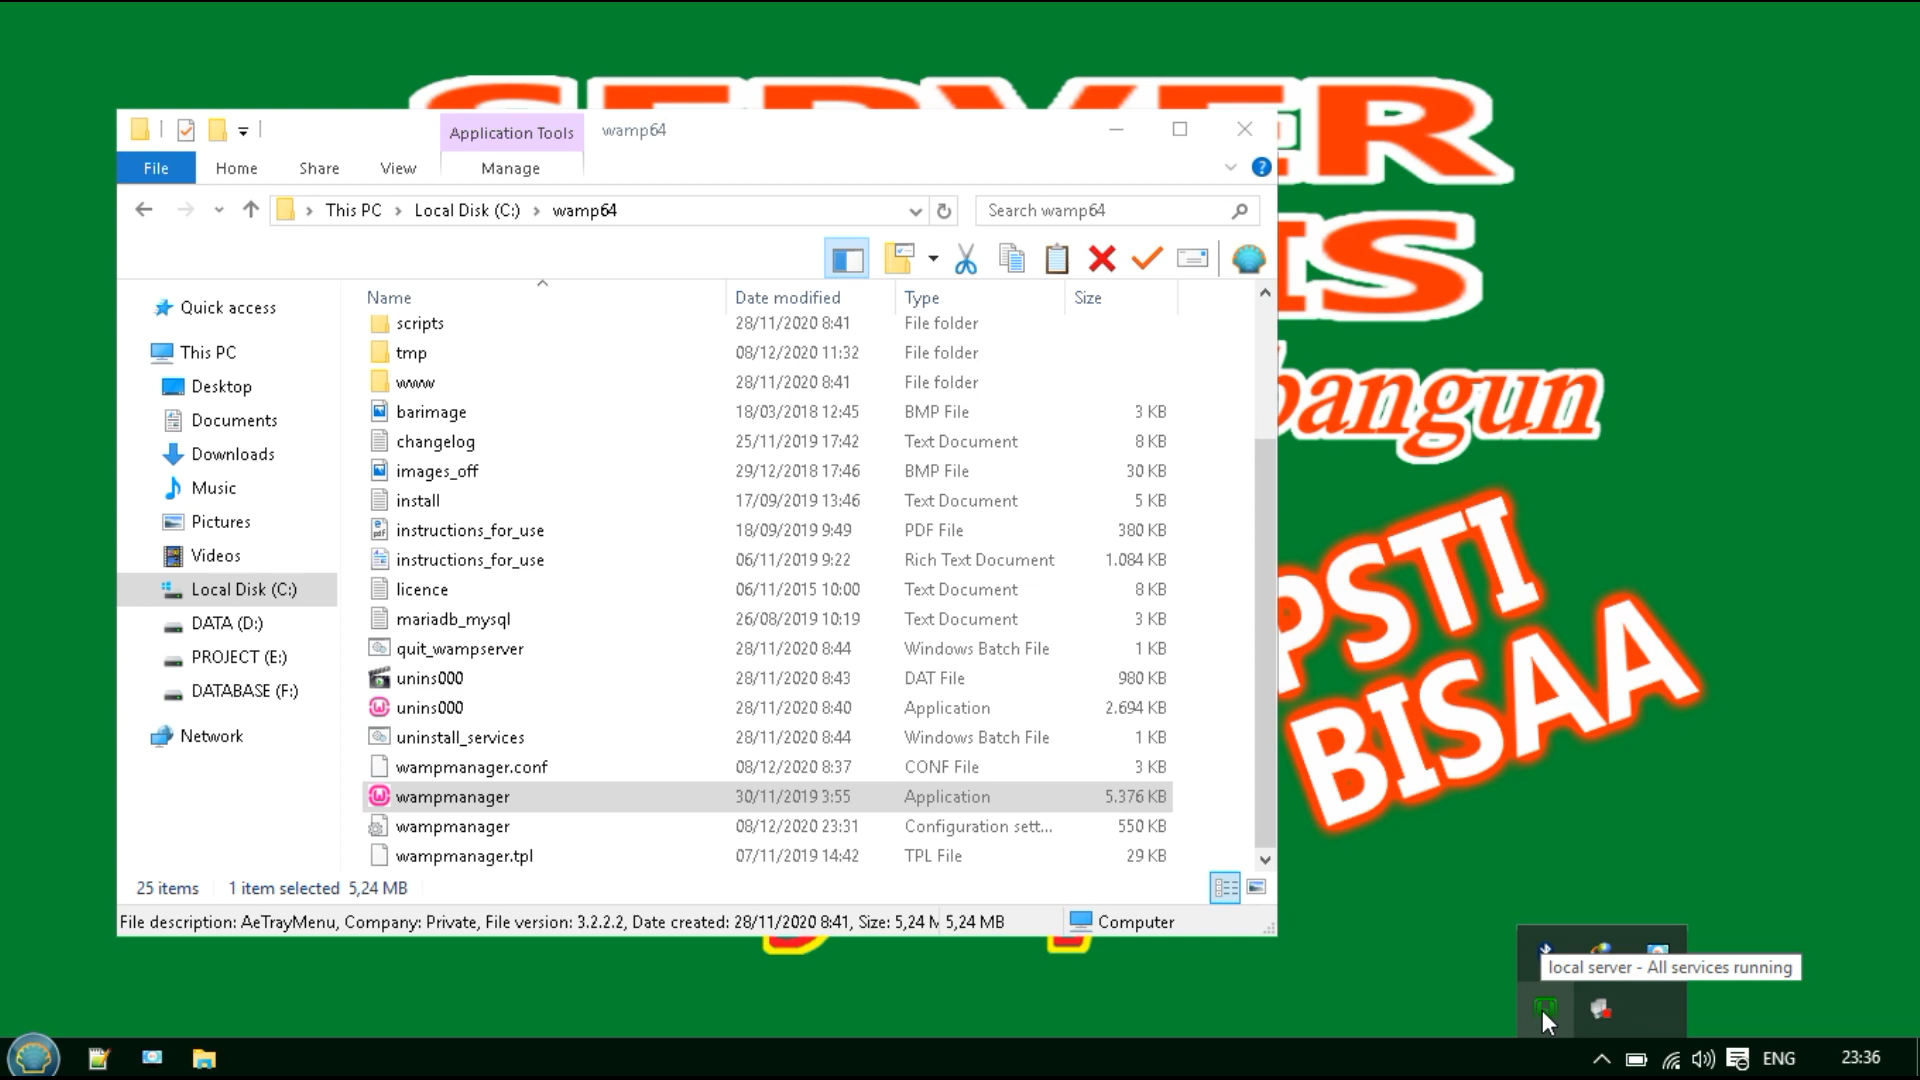 SERVER
IS
bangun
PSTI
BISAA
Application Tools
wamp64
File
Home
Share
View
Manage
This PC
Local Disk (C:)
wamp64
Search wamp64
Name
Date modified
Type
Size
Quick access
This PC
Desktop
Documents
Downloads
Music
Pictures
Videos
Local Disk (C:)
DATA (D:)
PROJECT (E:)
DATABASE (F:)
Network
scripts 28/11/2020 8:41 File folder
tmp 08/12/2020 11:32 File folder
www 28/11/2020 8:41 File folder
barimage 18/03/2018 12:45 BMP File 3 KB
changelog 25/11/2019 17:42 Text Document 8 KB
images_off 29/12/2018 17:46 BMP File 30 KB
install 17/09/2019 13:46 Text Document 5 KB
instructions_for_use 18/09/2019 9:49 PDF File 380 KB
instructions_for_use 06/11/2019 9:22 Rich Text Document 1.084 KB
licence 06/11/2015 10:00 Text Document 8 KB
mariadb_mysql 26/08/2019 10:19 Text Document 3 KB
quit_wampserver 28/11/2020 8:44 Windows Batch File 1 KB
unins000 28/11/2020 8:43 DAT File 980 KB
unins000 28/11/2020 8:40 Application 2.694 KB
uninstall_services 28/11/2020 8:44 Windows Batch File 1 KB
wampmanager.conf 08/12/2020 8:37 CONF File 3 KB
wampmanager 30/11/2019 3:55 Application 5.376 KB
wampmanager 08/12/2020 23:31 Configuration sett... 550 KB
wampmanager.tpl 07/11/2019 14:42 TPL File 29 KB
25 items 1 item selected 5,24 MB
File description: AeTrayMenu, Company: Private, File version: 3.2.2.2, Date created: 28/11/2020 8:41, Size: 5,24 M 5,24 MB Computer
local server - All services running
ENG
23:36